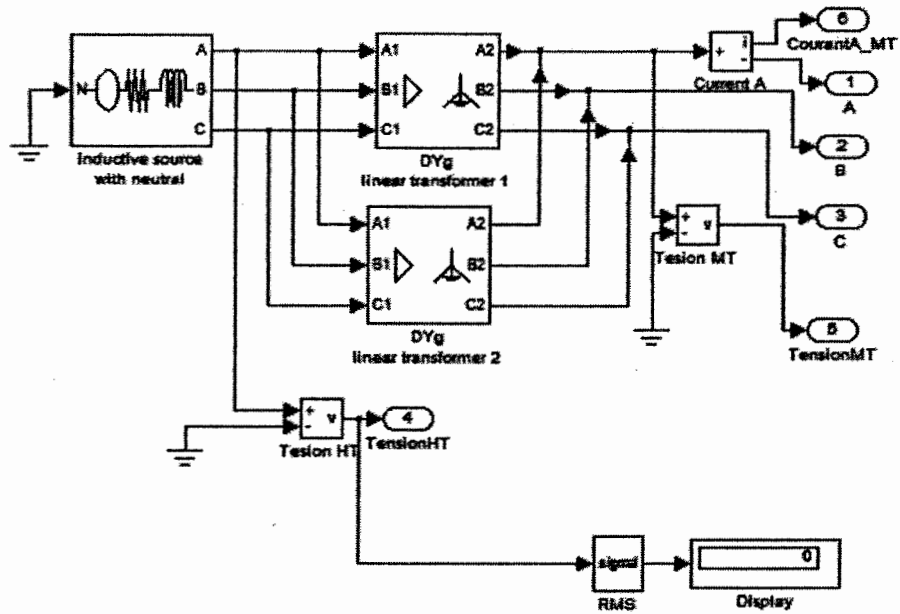 6
CourantA_MT
A
A1
A2
+
i
-
N
B
B1
B2
Current A
1
A
C
C1
C2
2
B
Inductive source
with neutral
DYg
linear transformer 1
A1
A2
+
-
v
3
C
B1
B2
Tesion MT
C1
C2
DYg
linear transformer 2
5
TensionMT
+
-
v
4
Tesion HT
TensionHT
signal
RMS
0
Display